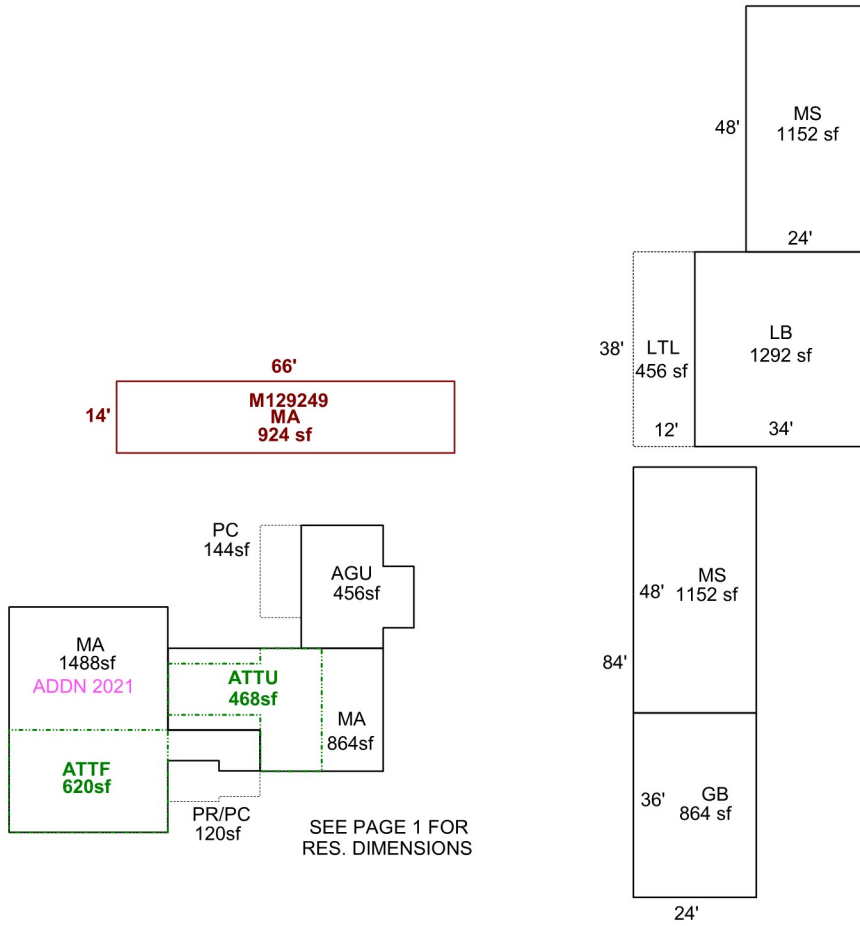 MS
1152 sf
48'
24'
LB
1292 sf
38'
LTL
456 sf
12'
34'
66'
14'
M129249
MA
924 sf
PC
144sf
AGU
456sf
MA
1488sf
ADDN 2021
ATTU
468sf
MA
864sf
ATTF
620sf
PR/PC
120sf
SEE PAGE 1 FOR
RES. DIMENSIONS
MS
1152 sf
48'
84'
GB
864 sf
36'
24'